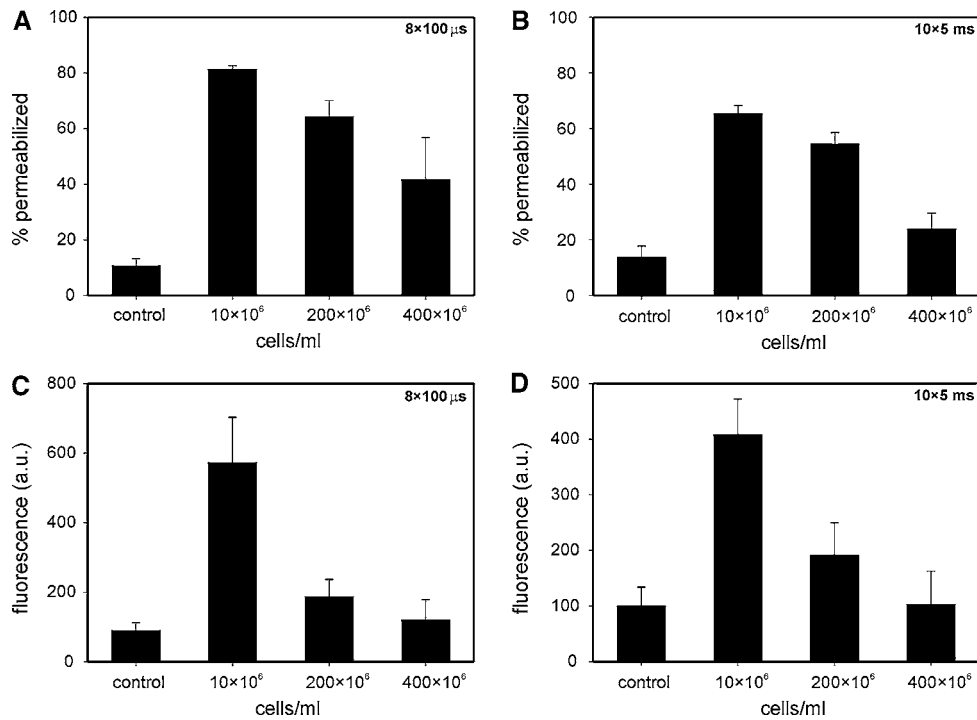 A
8×100 μs
% permeabilized
100
80
60
40
20
0
control 10×10⁶ 200×10⁶ 400×10⁶
cells/ml
B
10×5 ms
% permeabilized
100
80
60
40
20
0
control 10×10⁶ 200×10⁶ 400×10⁶
cells/ml
C
8×100 μs
fluorescence (a.u.)
800
600
400
200
0
control 10×10⁶ 200×10⁶ 400×10⁶
cells/ml
D
10×5 ms
fluorescence (a.u.)
500
400
300
200
100
0
control 10×10⁶ 200×10⁶ 400×10⁶
cells/ml